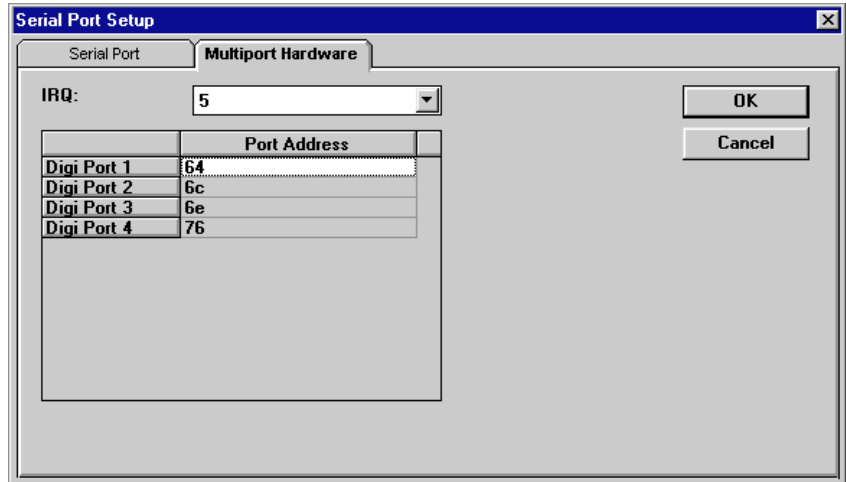 Serial Port Setup
Serial Port Multiport Hardware
IRQ: 5 OK
Cancel
Port Address
Digi Port 1 64
Digi Port 2 6c
Digi Port 3 6e
Digi Port 4 76